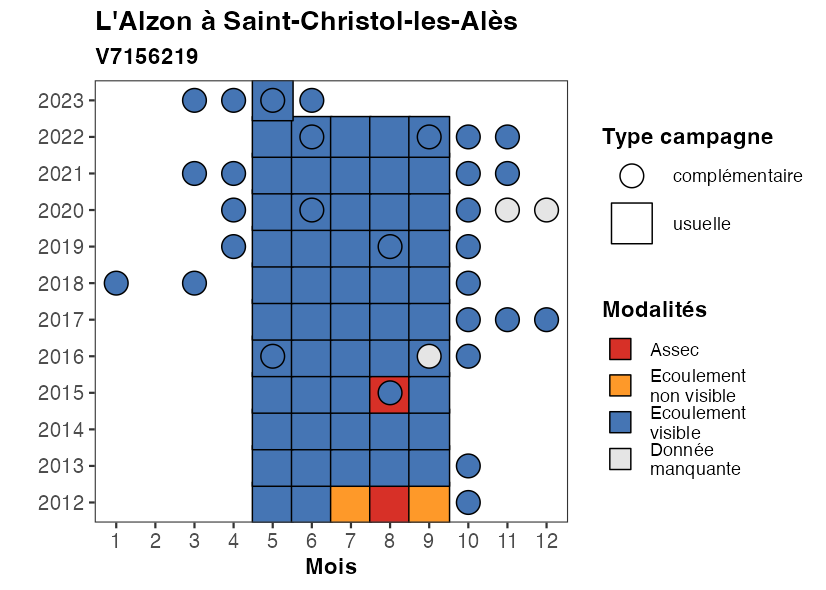 L'Alzon à Saint-Christol-les-Alès
V7156219
2023
2022
2021
2020
2019
2018
2017
2016
2015
2014
2013
2012
1 2 3 4 5 6 7 8 9 10 11 12
Mois
Type campagne
complémentaire
usuelle
Modalités
Assec
Ecoulement
non visible
Ecoulement
visible
Donnée
manquante